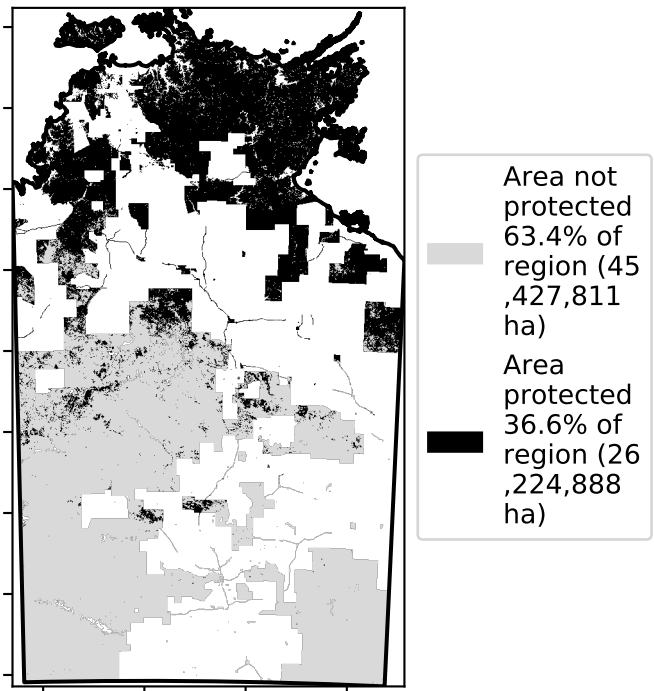 Area not
protected
63.4% of
region (45
,427,811
ha)
Area
protected
36.6% of
region (26
,224,888
ha)